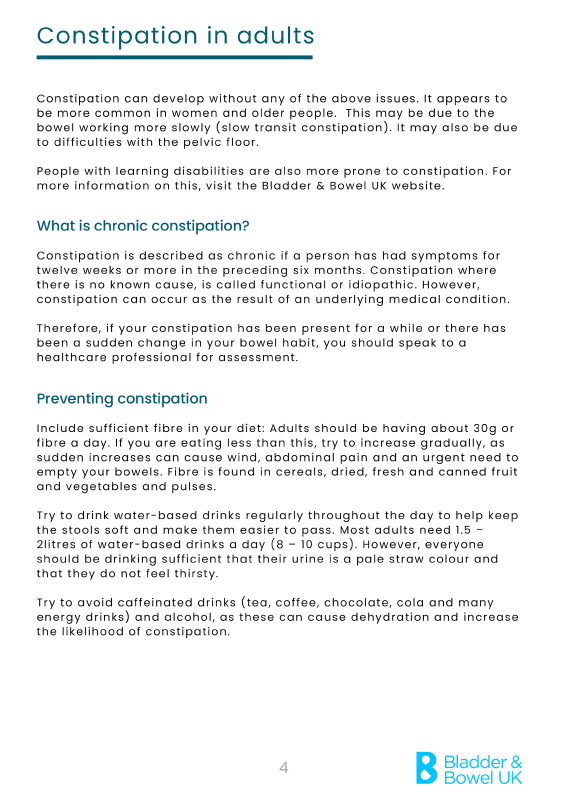 Constipation in adults
Constipation can develop without any of the above issues. It appears to
be more common in women and older people.  This may be due to the
bowel working more slowly (slow transit constipation). It may also be due
to difficulties with the pelvic floor.
People with learning disabilities are also more prone to constipation. For
more information on this, visit the Bladder & Bowel UK website.
What is chronic constipation?
Constipation is described as chronic if a person has had symptoms for
twelve weeks or more in the preceding six months. Constipation where
there is no known cause, is called functional or idiopathic. However,
constipation can occur as the result of an underlying medical condition.
Therefore, if your constipation has been present for a while or there has
been a sudden change in your bowel habit, you should speak to a
healthcare professional for assessment.
Preventing constipation
Include sufficient fibre in your diet: Adults should be having about 30g or
fibre a day. If you are eating less than this, try to increase gradually, as
sudden increases can cause wind, abdominal pain and an urgent need to
empty your bowels. Fibre is found in cereals, dried, fresh and canned fruit
and vegetables and pulses.
Try to drink water-based drinks regularly throughout the day to help keep
the stools soft and make them easier to pass. Most adults need 1.5 –
2litres of water-based drinks a day (8 – 10 cups). However, everyone
should be drinking sufficient that their urine is a pale straw colour and
that they do not feel thirsty.
Try to avoid caffeinated drinks (tea, coffee, chocolate, cola and many
energy drinks) and alcohol, as these can cause dehydration and increase
the likelihood of constipation.
4
Bladder &
Bowel UK